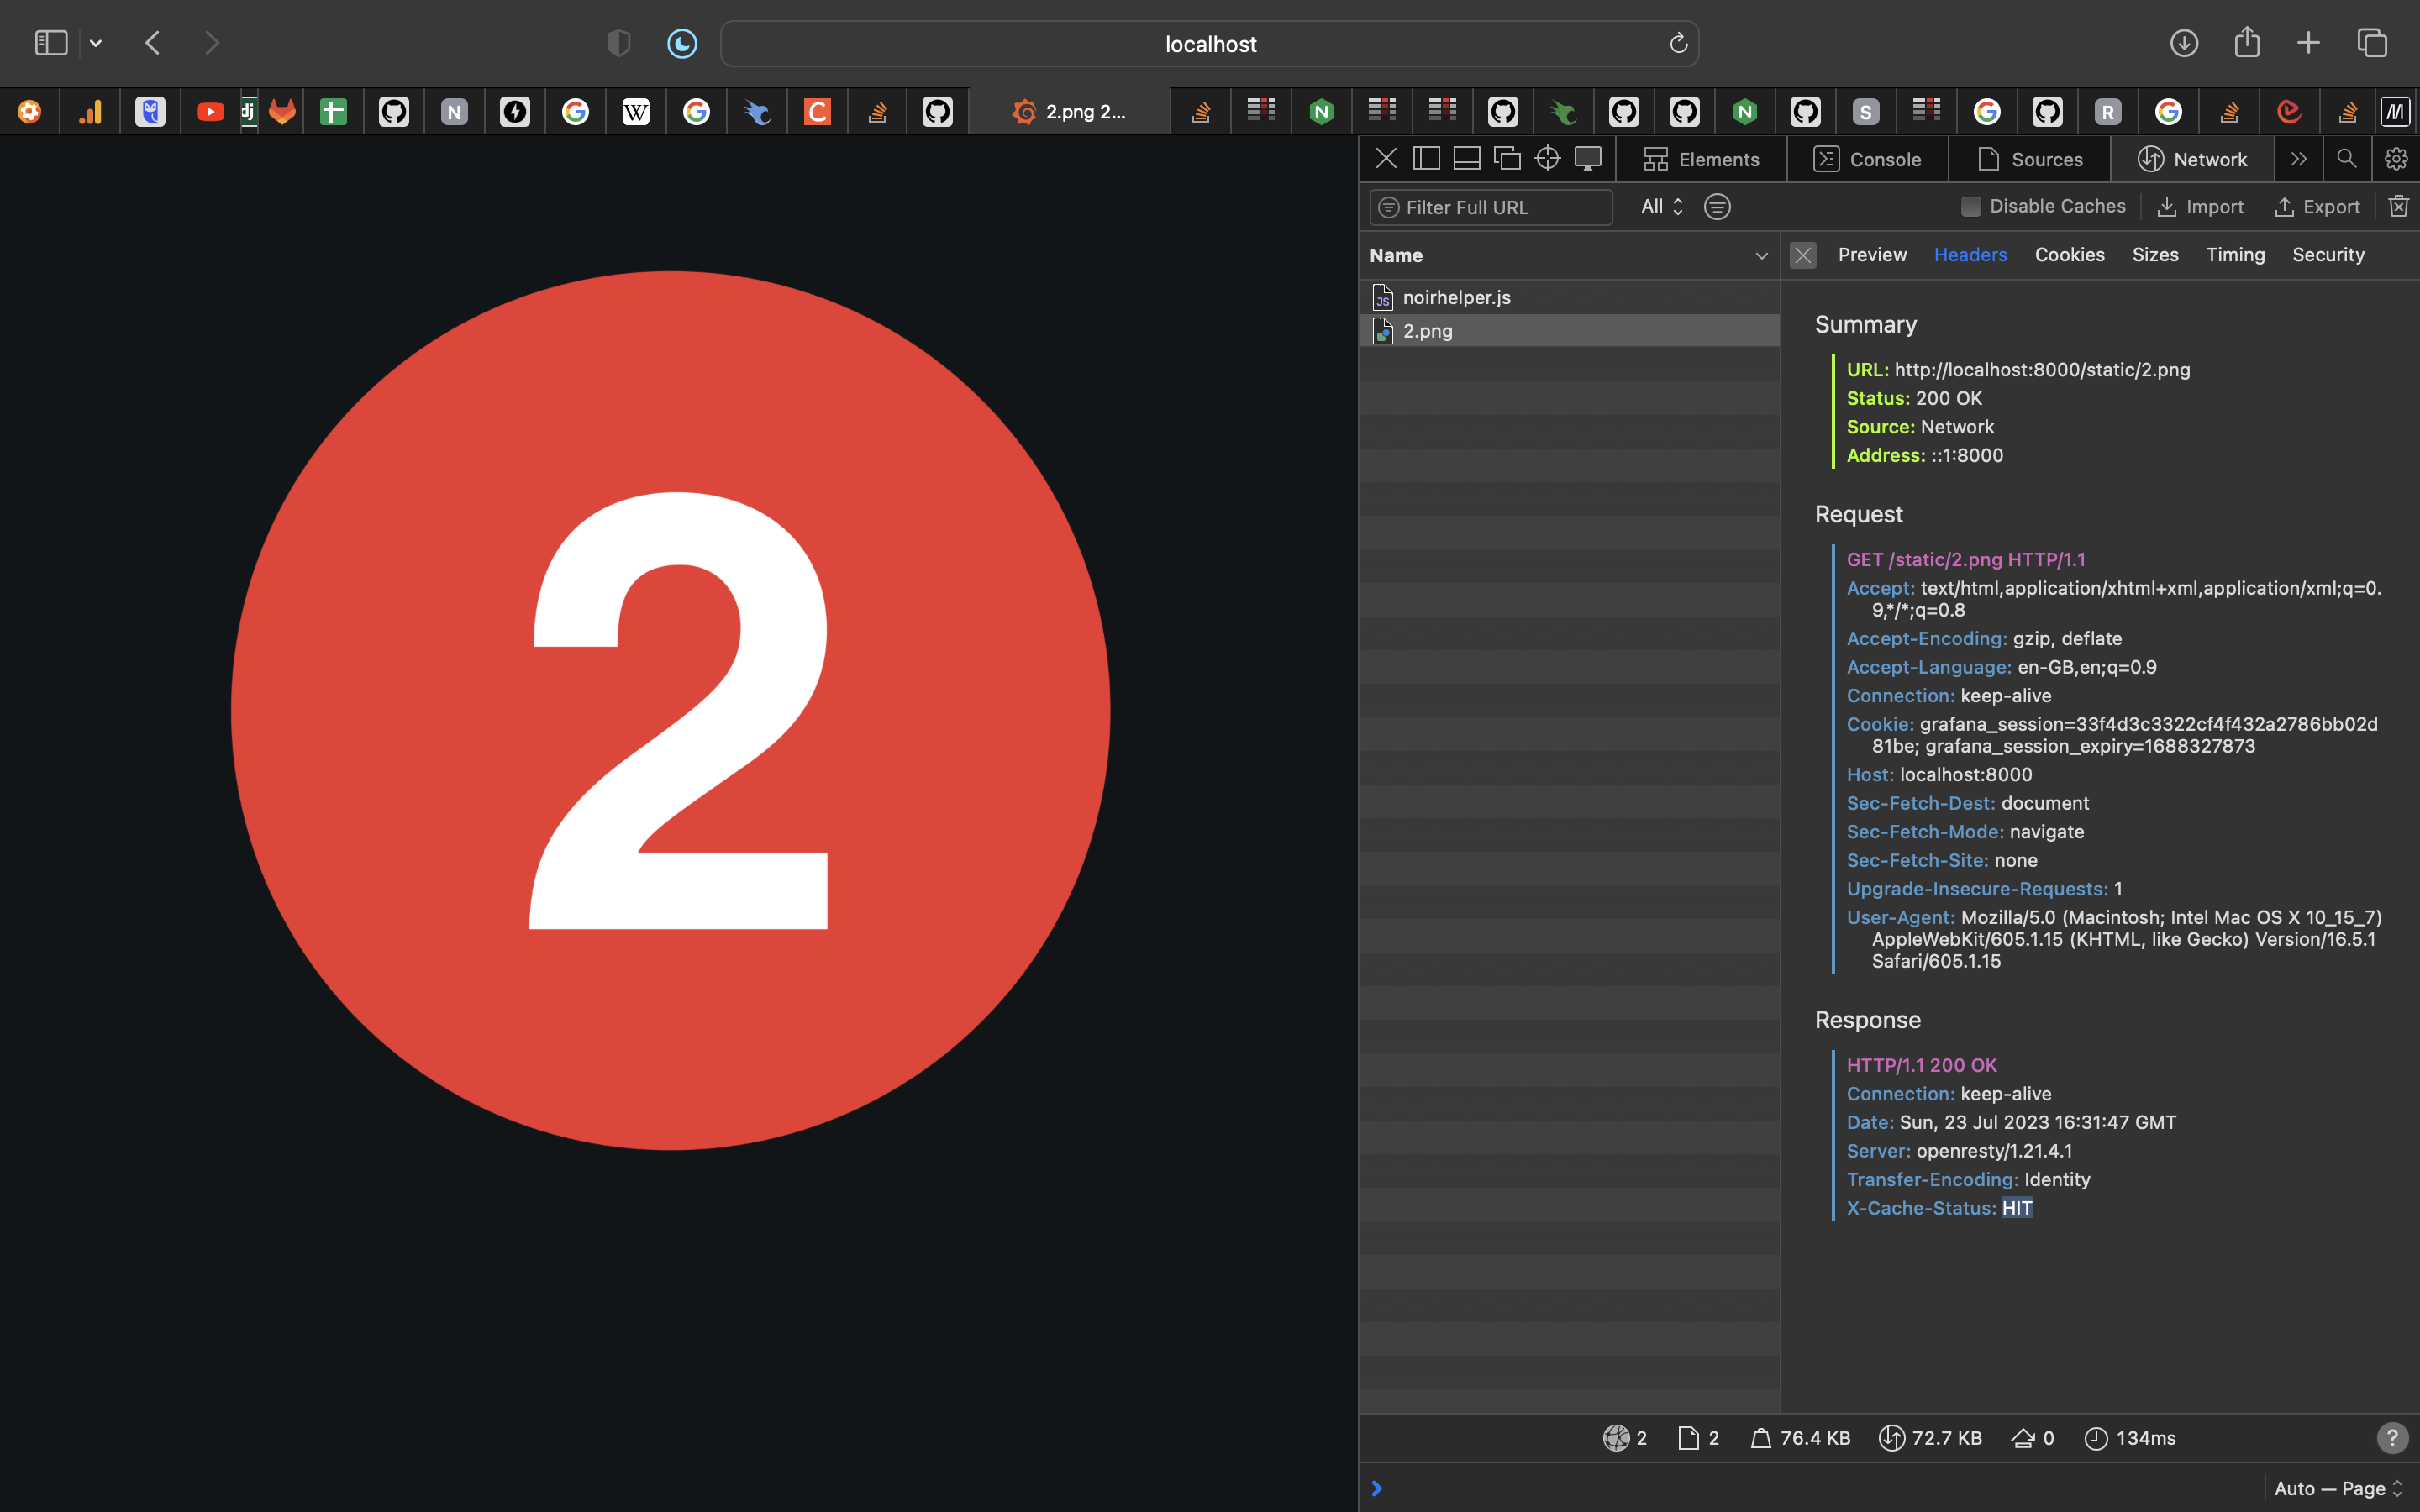 localhost
dj
N
G
W
G
C
2.png 2...
N
N
S
G
R
G
M
2
Elements
Console
Sources
Network
Filter Full URL
All
Disable Caches
Import
Export
Name
Preview
Headers
Cookies
Sizes
Timing
Security
JS
noirhelper.js
2.png
Summary
URL: http://localhost:8000/static/2.png
Status: 200 OK
Source: Network
Address: ::1:8000
Request
GET /static/2.png HTTP/1.1
Accept: text/html,application/xhtml+xml,application/xml;q=0.
9,*/*;q=0.8
Accept-Encoding: gzip, deflate
Accept-Language: en-GB,en;q=0.9
Connection: keep-alive
Cookie: grafana_session=33f4d3c3322cf4f432a2786bb02d
81be; grafana_session_expiry=1688327873
Host: localhost:8000
Sec-Fetch-Dest: document
Sec-Fetch-Mode: navigate
Sec-Fetch-Site: none
Upgrade-Insecure-Requests: 1
User-Agent: Mozilla/5.0 (Macintosh; Intel Mac OS X 10_15_7)
AppleWebKit/605.1.15 (KHTML, like Gecko) Version/16.5.1
Safari/605.1.15
Response
HTTP/1.1 200 OK
Connection: keep-alive
Date: Sun, 23 Jul 2023 16:31:47 GMT
Server: openresty/1.21.4.1
Transfer-Encoding: Identity
X-Cache-Status: HIT
2
2
76.4 KB
72.7 KB
0
134ms
?
Auto — Page